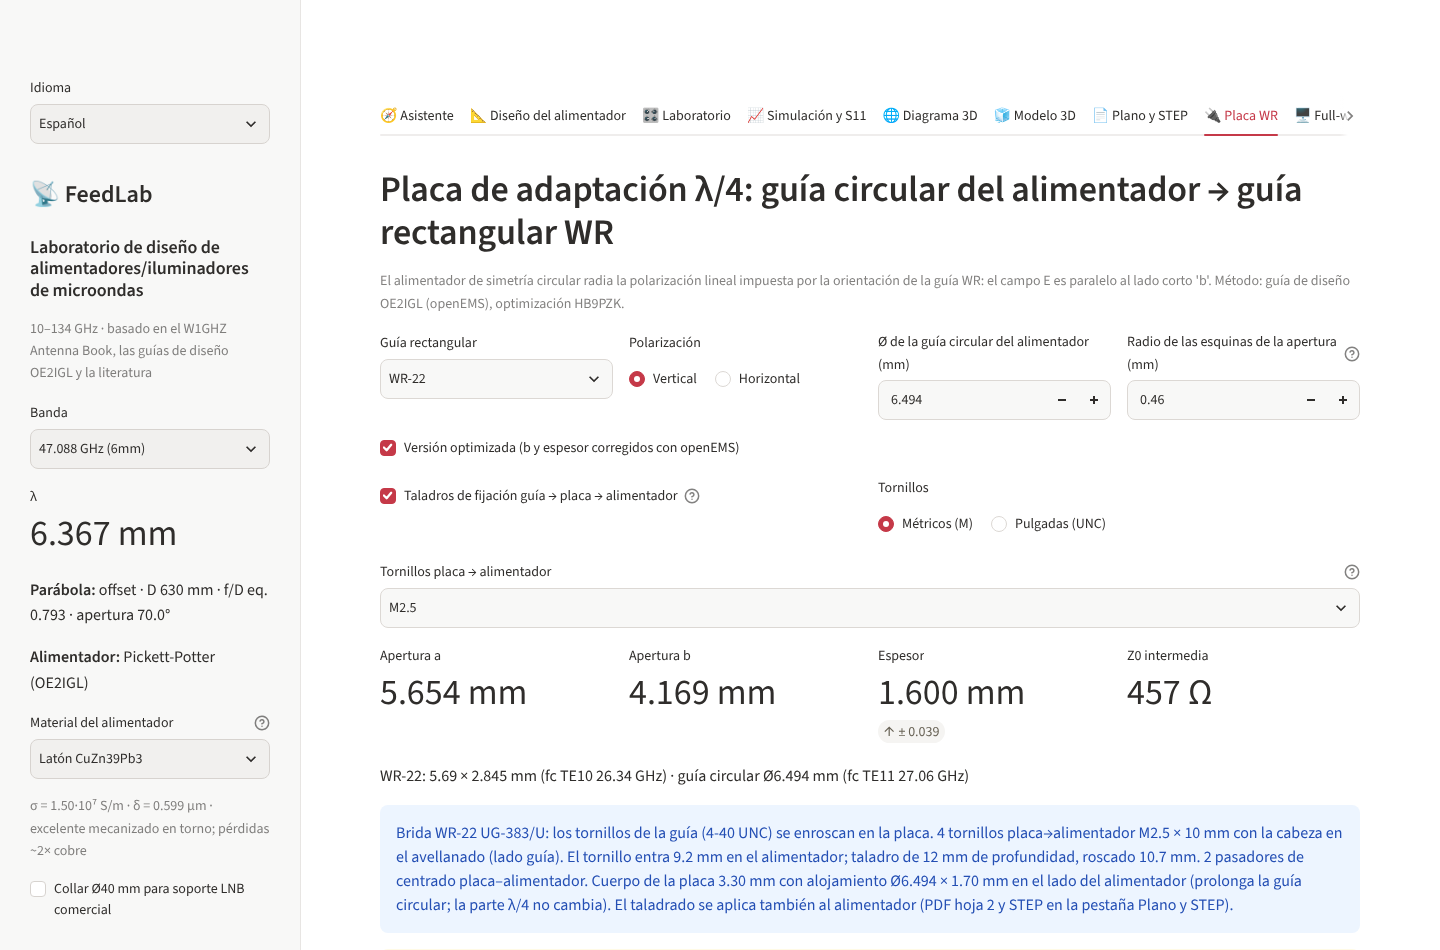 Idioma
Español
📡 FeedLab
Laboratorio de diseño de
alimentadores/iluminadores
de microondas
10–134 GHz · basado en el W1GHZ
Antenna Book, las guías de diseño
OE2IGL y la literatura
Banda
47.088 GHz (6mm)
λ
6.367 mm
Parábola: offset · D 630 mm · f/D eq.
0.793 · apertura 70.0°
Alimentador: Pickett-Potter
(OE2IGL)
Material del alimentador
Latón CuZn39Pb3
σ = 1.50·10⁷ S/m · δ = 0.599 µm ·
excelente mecanizado en torno; pérdidas
~2× cobre
Collar Ø40 mm para soporte LNB
comercial
🧭 Asistente 📐 Diseño del alimentador 🎛️ Laboratorio 📈 Simulación y S11 🌐 Diagrama 3D 🧊 Modelo 3D 📄 Plano y STEP 🔌 Placa WR 🖥️ Full-w
Placa de adaptación λ/4: guía circular del alimentador → guía
rectangular WR
El alimentador de simetría circular radia la polarización lineal impuesta por la orientación de la guía WR: el campo E es paralelo al lado corto 'b'. Método: guía de diseño
OE2IGL (openEMS), optimización HB9PZK.
Guía rectangular
WR-22
Polarización
Vertical Horizontal
Ø de la guía circular del alimentador
(mm)
6.494
Radio de las esquinas de la apertura
(mm)
0.46
Versión optimizada (b y espesor corregidos con openEMS)
Taladros de fijación guía → placa → alimentador
Tornillos
Métricos (M) Pulgadas (UNC)
Tornillos placa → alimentador
M2.5
Apertura a
5.654 mm
Apertura b
4.169 mm
Espesor
1.600 mm
↑ ± 0.039
Z0 intermedia
457 Ω
WR-22: 5.69 × 2.845 mm (fc TE10 26.34 GHz) · guía circular Ø6.494 mm (fc TE11 27.06 GHz)
Brida WR-22 UG-383/U: los tornillos de la guía (4-40 UNC) se enroscan en la placa. 4 tornillos placa→alimentador M2.5 × 10 mm con la cabeza en
el avellanado (lado guía). El tornillo entra 9.2 mm en el alimentador; taladro de 12 mm de profundidad, roscado 10.7 mm. 2 pasadores de
centrado placa–alimentador. Cuerpo de la placa 3.30 mm con alojamiento Ø6.494 × 1.70 mm en el lado del alimentador (prolonga la guía
circular; la parte λ/4 no cambia). El taladrado se aplica también al alimentador (PDF hoja 2 y STEP en la pestaña Plano y STEP).